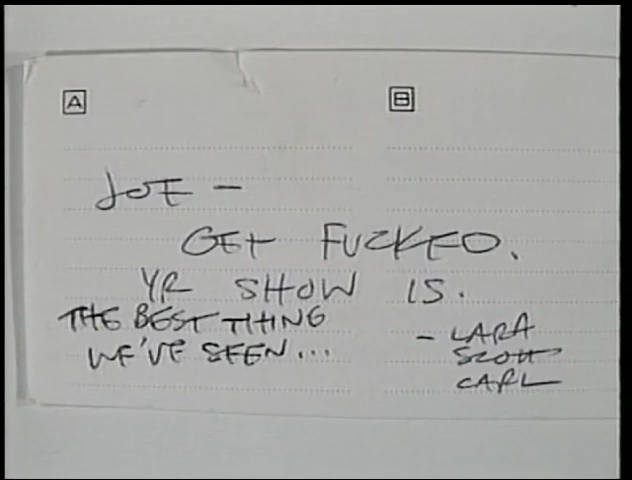 A B
JOE —
GET FUCKED.
YR SHOW IS.
THE BEST THING
WE'VE SEEN...
— LARA
SCOTT
CARL